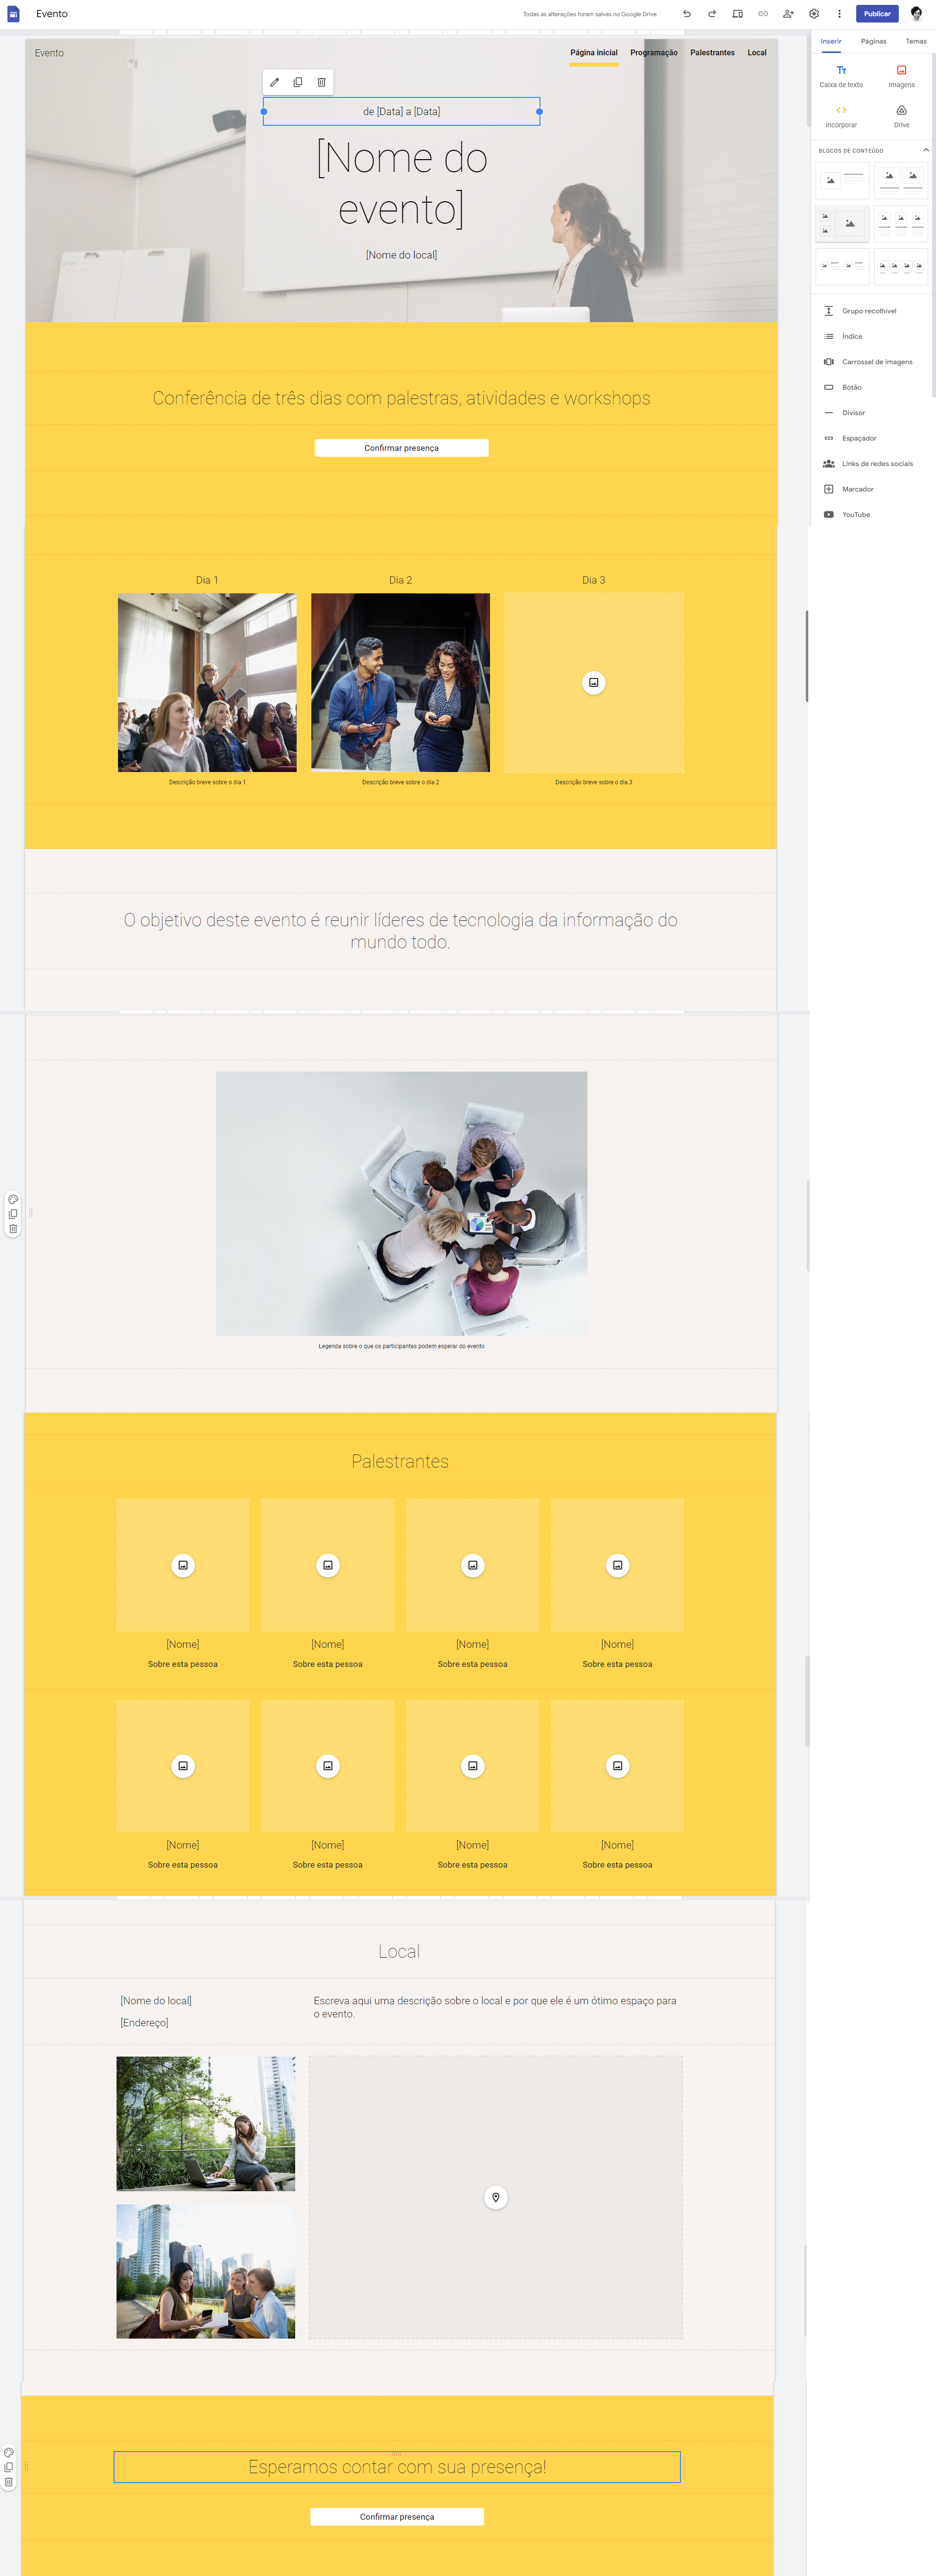 Evento
Todas as alterações foram salvas no Google Drive
Publicar
Evento
Página inicial
Programação
Palestrantes
Local
de [Data] a [Data]
[Nome do
evento]
[Nome do local]
Inserir
Páginas
Temas
Caixa de texto
Imagens
Incorporar
Drive
BLOCOS DE CONTEÚDO
Grupo recolhível
Índice
Carrossel de imagens
Botão
Divisor
Espaçador
Links de redes sociais
Marcador
YouTube
Conferência de três dias com palestras, atividades e workshops
Confirmar presença
Dia 1
Dia 2
Dia 3
Descrição breve sobre o dia 1
Descrição breve sobre o dia 2
Descrição breve sobre o dia 3
O objetivo deste evento é reunir líderes de tecnologia da informação do
mundo todo.
Legenda sobre o que os participantes podem esperar do evento
Palestrantes
[Nome]
[Nome]
[Nome]
[Nome]
Sobre esta pessoa
Sobre esta pessoa
Sobre esta pessoa
Sobre esta pessoa
[Nome]
[Nome]
[Nome]
[Nome]
Sobre esta pessoa
Sobre esta pessoa
Sobre esta pessoa
Sobre esta pessoa
Local
[Nome do local]
[Endereço]
Escreva aqui uma descrição sobre o local e por que ele é um ótimo espaço para
o evento.
Esperamos contar com sua presença!
Confirmar presença